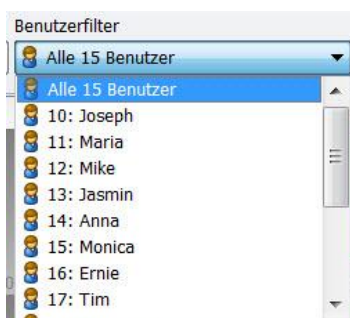 Benutzerfilter
Alle 15 Benutzer
Alle 15 Benutzer
10: Joseph
11: Maria
12: Mike
13: Jasmin
14: Anna
15: Monica
16: Ernie
17: Tim